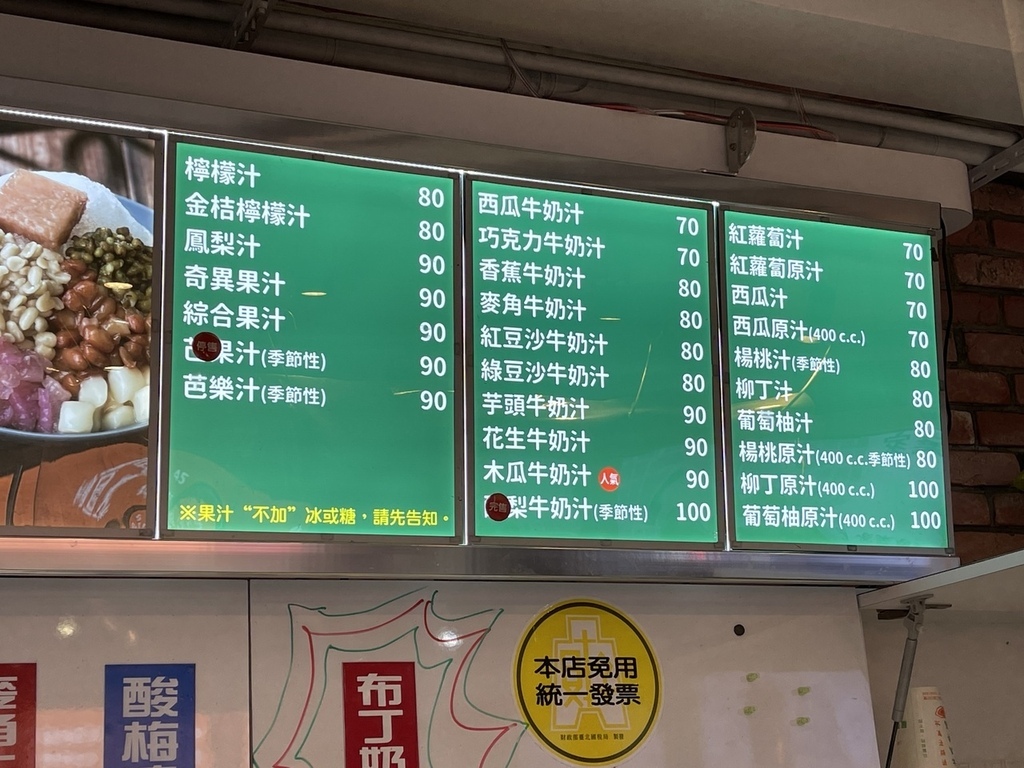 檸檬汁 80
金桔檸檬汁 80
鳳梨汁 90
奇異果汁 90
綜合果汁 90
停售
果汁(季節性) 90
芭樂汁(季節性) 90
※果汁“不加”冰或糖，請先告知。
西瓜牛奶汁 70
巧克力牛奶汁 70
香蕉牛奶汁 80
麥角牛奶汁 80
紅豆沙牛奶汁 80
綠豆沙牛奶汁 80
芋頭牛奶汁 90
花生牛奶汁 90
木瓜牛奶汁 人氣 90
完售
梨牛奶汁(季節性) 100
紅蘿蔔汁 70
紅蘿蔔原汁 70
西瓜汁 70
西瓜原汁(400 c.c.) 70
楊桃汁(季節性) 80
柳丁汁 80
葡萄柚汁 80
楊桃原汁(400 c.c.季節性) 80
柳丁原汁(400 c.c.) 100
葡萄柚原汁(400 c.c.) 100
酸梅
布丁奶
本店免用
統一發票